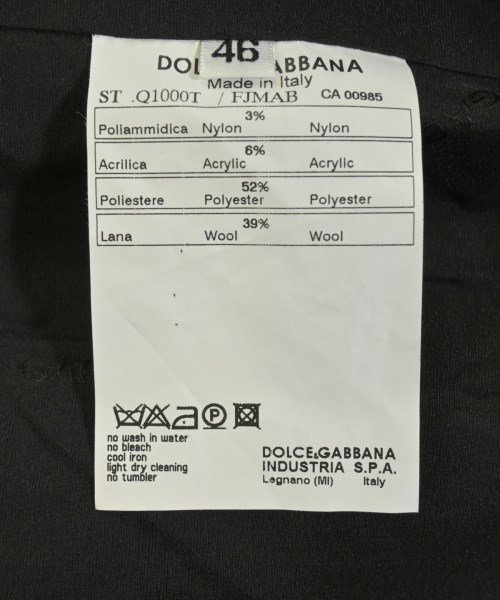 46
DOL ABBANA
Made in Italy
ST .Q1000T / FJMAB CA 00985
3%
Poliammidica Nylon Nylon
6%
Acrilica Acrylic Acrylic
52%
Poliestere Polyester Polyester
39%
Lana Wool Wool
P
no wash in water
no bleach
cool iron
light dry cleaning
no tumbler
DOLCE&GABBANA
INDUSTRIA S.P.A.
Legnano (MI) Italy